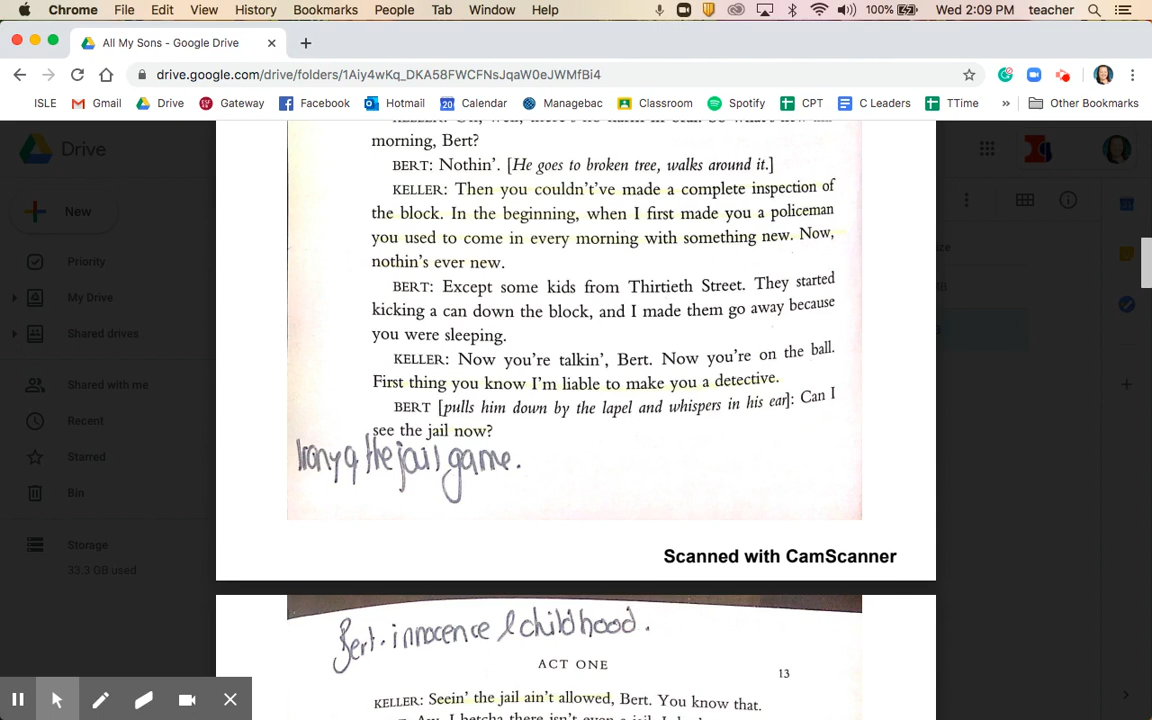 Chrome File Edit View History Bookmarks People Tab Window Help 100% Wed 2:09 PM teacher
All My Sons - Google Drive
drive.google.com/drive/folders/1Aiy4wKq_DKA58FWCFNsJqaW0eJWMfBi4
ISLE Gmail Drive Gateway Facebook Hotmail 20 Calendar Managebac Classroom Spotify CPT C Leaders TTime » Other Bookmarks
Drive
New
Priority
My Drive
Shared drives
Shared with me
Recent
Starred
Bin
Storage
33.3 GB used
morning, Bert?
BERT: Nothin'. [He goes to broken tree, walks around it.]
KELLER: Then you couldn't've made a complete inspection of
the block. In the beginning, when I first made you a policeman
you used to come in every morning with something new. Now,
nothin's ever new.
BERT: Except some kids from Thirtieth Street. They started
kicking a can down the block, and I made them go away because
you were sleeping.
KELLER: Now you're talkin', Bert. Now you're on the ball.
First thing you know I'm liable to make you a detective.
BERT [pulls him down by the lapel and whispers in his ear]: Can I
see the jail now?
Irony of the jail game.
Scanned with CamScanner
Bert - innocence & childhood.
ACT ONE
13
KELLER: Seein' the jail ain't allowed, Bert. You know that.